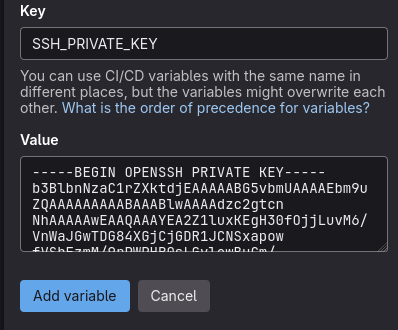 Key
SSH_PRIVATE_KEY
You can use CI/CD variables with the same name in
different places, but the variables might overwrite each
other. What is the order of precedence for variables?
Value
-----BEGIN OPENSSH PRIVATE KEY-----
b3BlbnNzaC1rZXktdjEAAAAABG5vbmUAAAAEbm9u
ZQAAAAAAAAABAAABlwAAAAdzc2gtcn
NhAAAAAwEAAQAAAYEA2Z1luxKEgH30fOjjLuvM6/
VnWaJGwTDG84XGjCjGDR1JCNSxapow
Add variable
Cancel